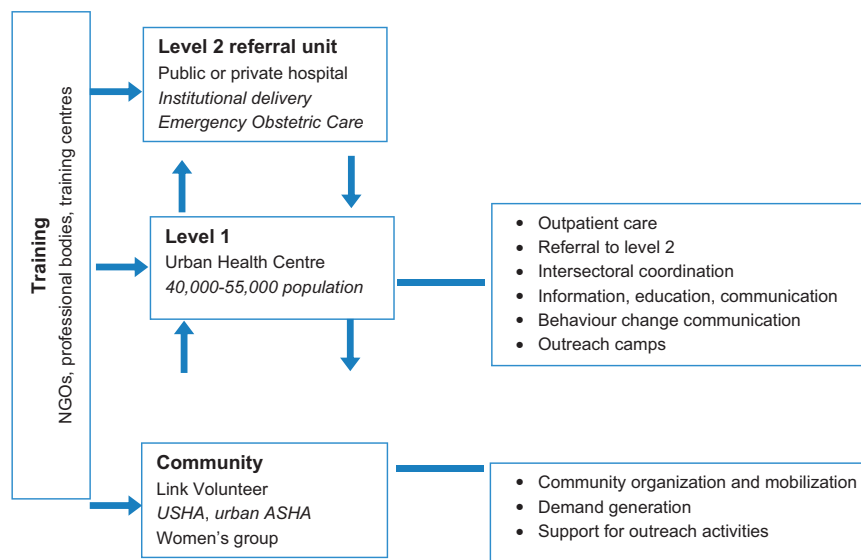 Training
NGOs, professional bodies, training centres
Level 2 referral unit
Public or private hospital
Institutional delivery
Emergency Obstetric Care
Level 1
Urban Health Centre
40,000-55,000 population
• Outpatient care
• Referral to level 2
• Intersectoral coordination
• Information, education, communication
• Behaviour change communication
• Outreach camps
Community
Link Volunteer
USHA, urban ASHA
Women's group
• Community organization and mobilization
• Demand generation
• Support for outreach activities